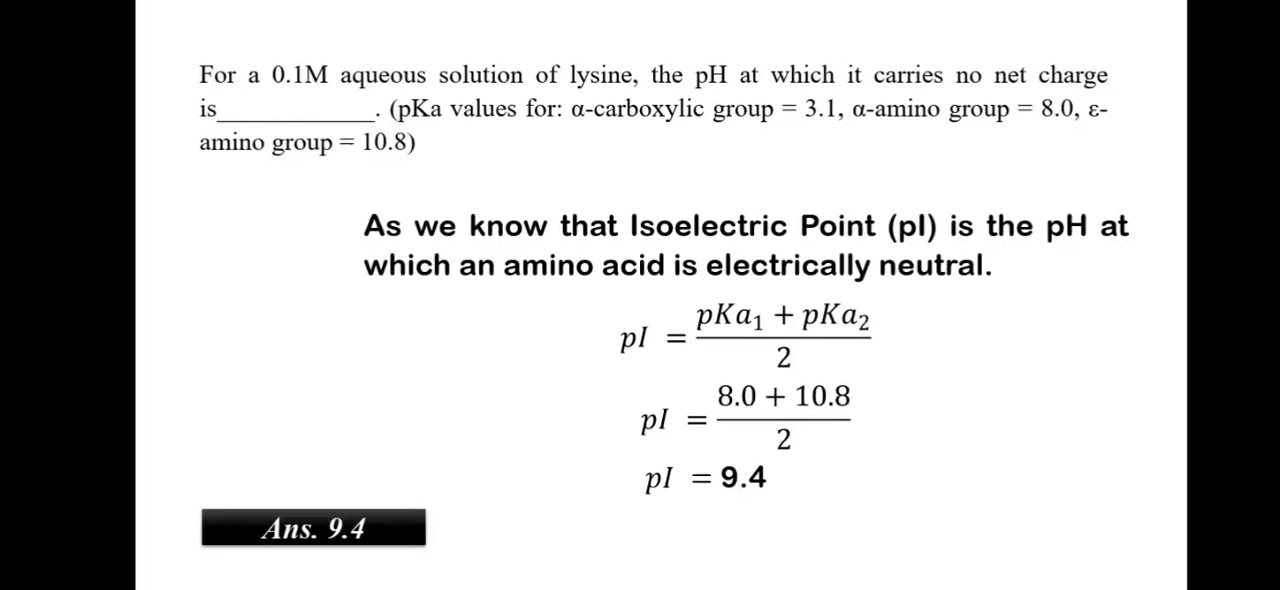 For a 0.1M aqueous solution of lysine, the pH at which it carries no net charge
is____________. (pKa values for: α-carboxylic group = 3.1, α-amino group = 8.0, ε-
amino group = 10.8)
As we know that Isoelectric Point (pI) is the pH at
which an amino acid is electrically neutral.
pI = (pKa₁ + pKa₂) / 2
pI = (8.0 + 10.8) / 2
pI = 9.4
Ans. 9.4